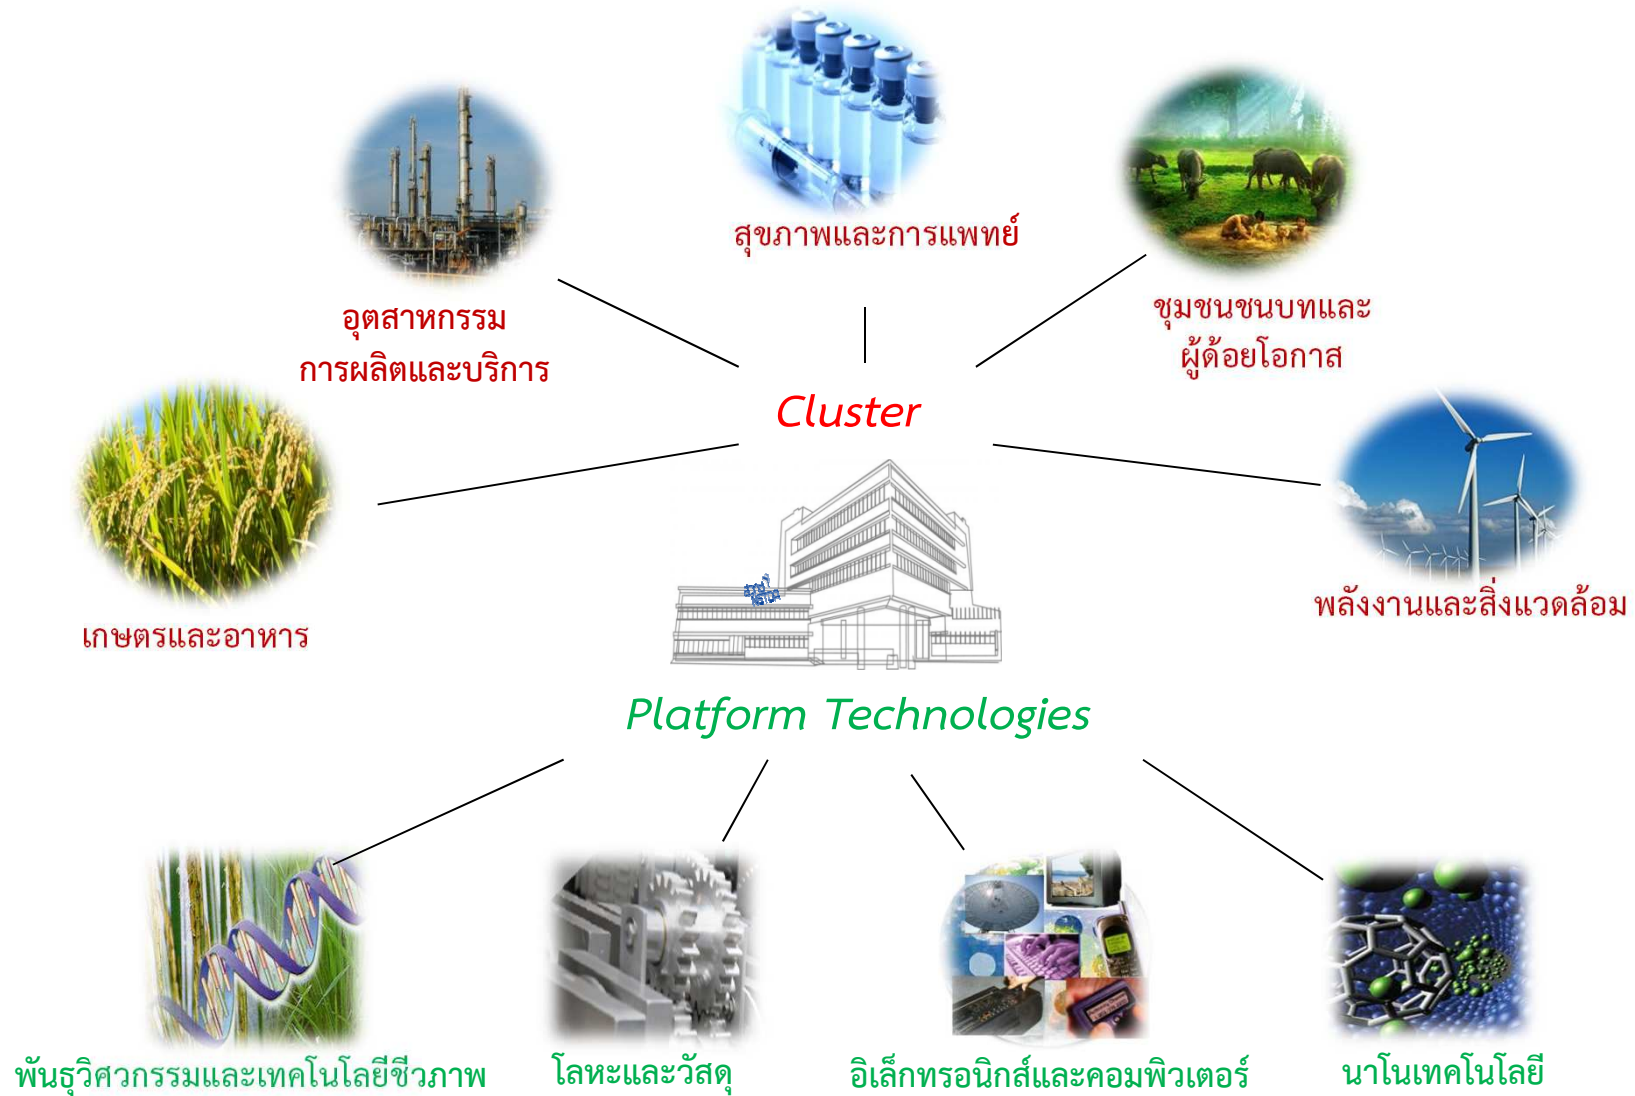 สุขภาพและการแพทย์
ชุมชนชนบทและ
ผู้ด้อยโอกาส
อุตสาหกรรม
การผลิตและบริการ
Cluster
พลังงานและสิ่งแวดล้อม
เกษตรและอาหาร
สวทช
NSTDA
Platform Technologies
พันธุวิศวกรรมและเทคโนโลยีชีวภาพ
โลหะและวัสดุ
อิเล็กทรอนิกส์และคอมพิวเตอร์
นาโนเทคโนโลยี